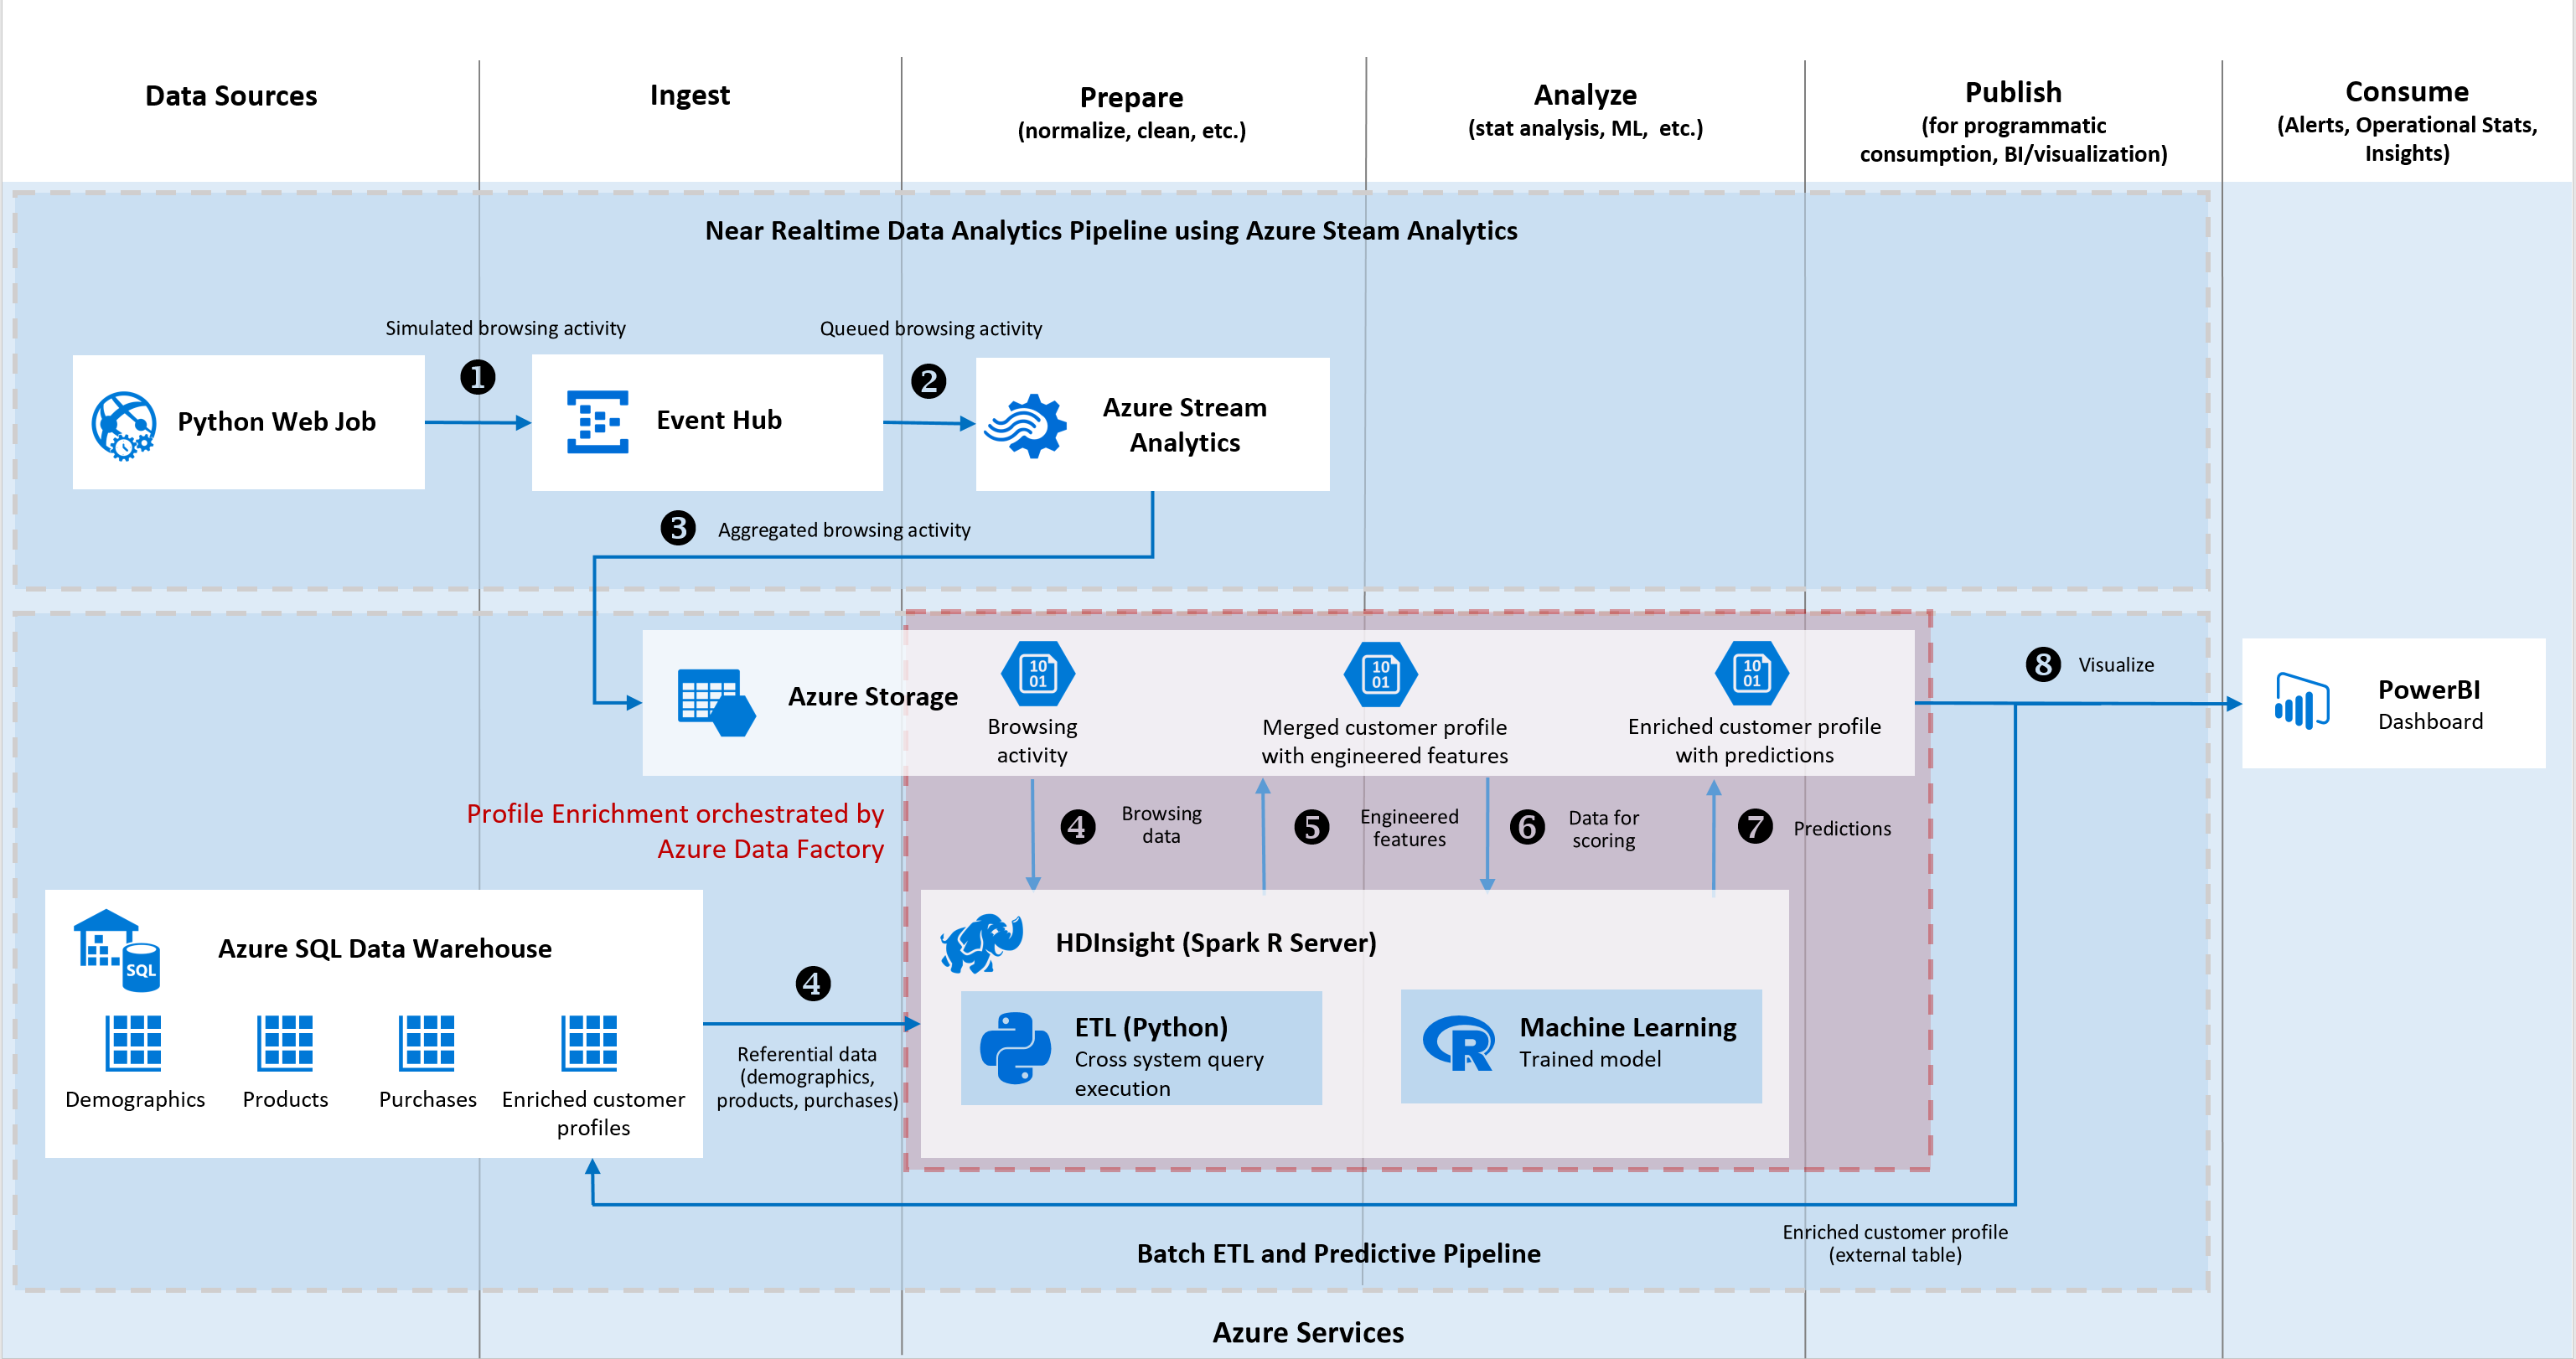 Data Sources
Ingest
Prepare
(normalize, clean, etc.)
Analyze
(stat analysis, ML, etc.)
Publish
(for programmatic
consumption, BI/visualization)
Consume
(Alerts, Operational Stats,
Insights)
Near Realtime Data Analytics Pipeline using Azure Steam Analytics
Simulated browsing activity
1
Queued browsing activity
2
Python Web Job
Event Hub
Azure Stream
Analytics
3
Aggregated browsing activity
Azure Storage
10
01
Browsing
activity
10
01
Merged customer profile
with engineered features
10
01
Enriched customer profile
with predictions
8
Visualize
PowerBI
Dashboard
Profile Enrichment orchestrated by
Azure Data Factory
4
Browsing
data
5
Engineered
features
6
Data for
scoring
7
Predictions
SQL
Azure SQL Data Warehouse
Demographics
Products
Purchases
Enriched customer
profiles
4
Referential data
(demographics,
products, purchases)
HDInsight (Spark R Server)
ETL (Python)
Cross system query
execution
R
Machine Learning
Trained model
Enriched customer profile
(external table)
Batch ETL and Predictive Pipeline
Azure Services